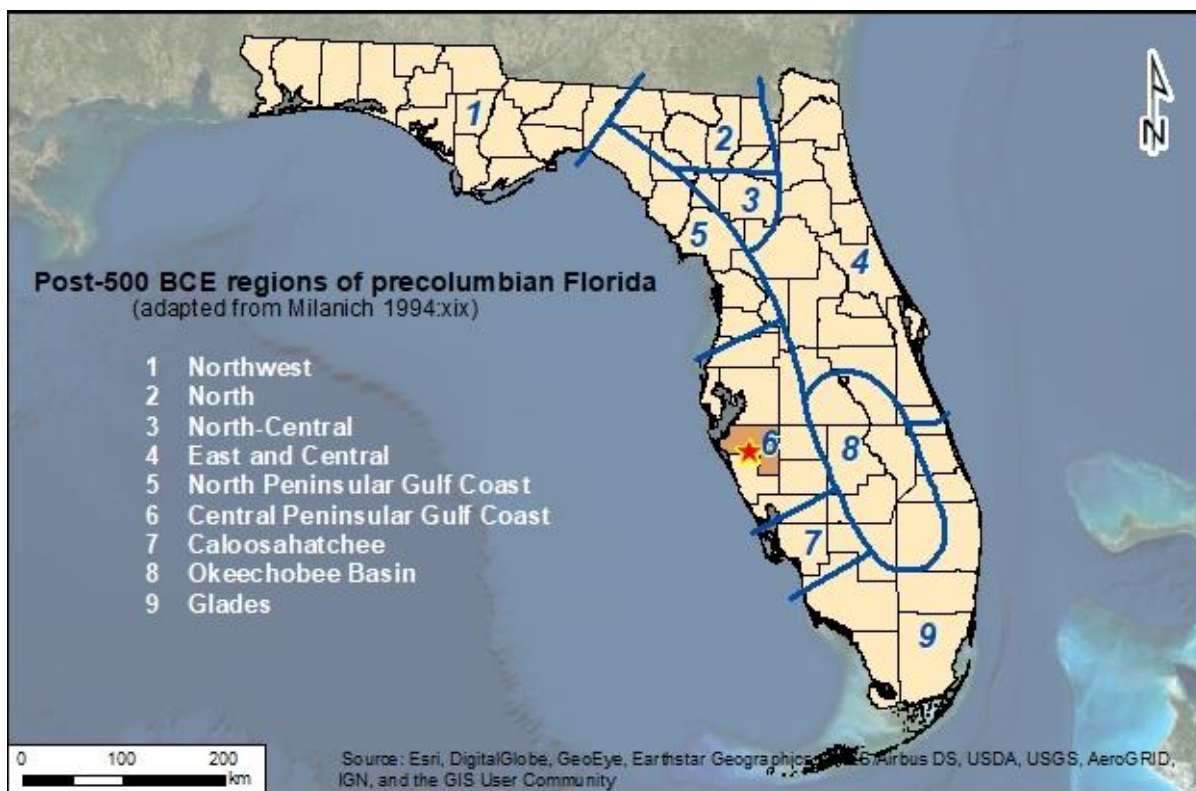 1
2
3
5
4
6
8
7
9
N
Post-500 BCE regions of precolumbian Florida
(adapted from Milanich 1994:xix)
1 Northwest
2 North
3 North-Central
4 East and Central
5 North Peninsular Gulf Coast
6 Central Peninsular Gulf Coast
7 Caloosahatchee
8 Okeechobee Basin
9 Glades
0 100 200
km
Source: Esri, DigitalGlobe, GeoEye, Earthstar Geographics, Airbus DS, USDA, USGS, AeroGRID,
IGN, and the GIS User Community